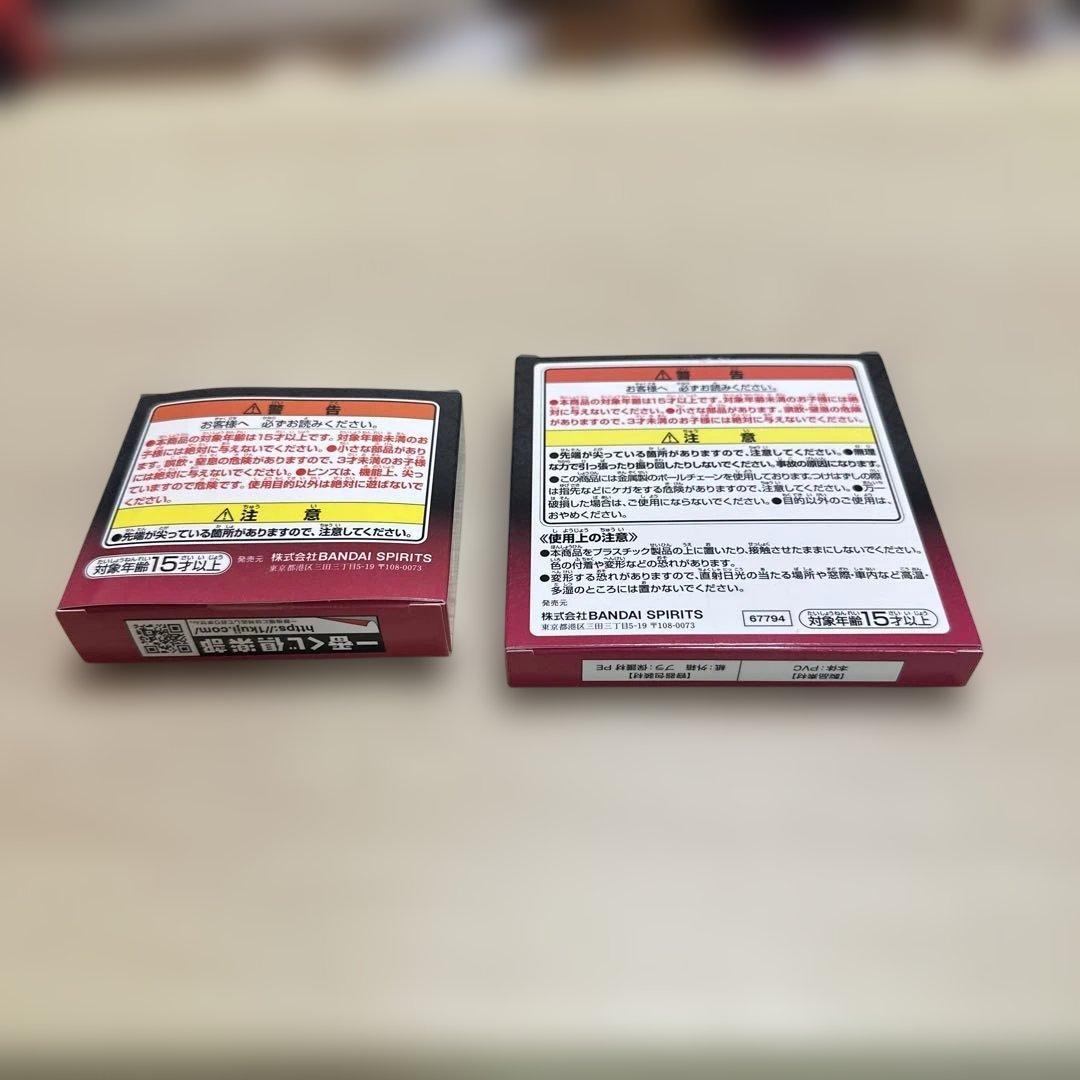 ⚠警告
お客様へ 必ずお読みください。
●本商品の対象年齢は15才以上です。対象年齢未満のお
子様には絶対に与えないでください。●小さな部品があり
ます。誤飲・窒息の危険がありますので、3才未満のお子様
には絶対に与えないでください。●ピンズは、機能上、尖っ
ていますので危険です。使用目的以外は絶対に遊ばないで
ください。
⚠注意
●先端が尖っている箇所がありますので、注意してください。
対象年齢15才以上
発売元 株式会社BANDAI SPIRITS
東京都港区三田三丁目5-19 〒108-0073
一番くじ倶楽部
https://1kuji.com/
⚠警告
お客様へ 必ずお読みください。
●本商品の対象年齢は15才以上です。対象年齢未満のお子様には絶
対に与えないでください。●小さな部品があります。誤飲・窒息の危険
がありますので、3才未満のお子様には絶対に与えないでください。
⚠注意
●先端が尖っている箇所がありますので、注意してください。●無理
な力で引っ張ったり振り回したりしないでください。事故の原因になります。
●この商品には金属製のボールチェーンを使用しております。つけはずしの際
は指先などにケガをする危険がありますので、注意してください。●万一
破損した場合は、ご使用にならないでください。●目的以外のご使用は、
おやめください。
《使用上の注意》
●本商品をプラスチック製品の上に置いたり、接触させたままにしないでください。
色の付着や変形などの恐れがあります。
●変形する恐れがありますので、直射日光の当たる場所や窓際・車内など高温・
多湿のところには置かないでください。
発売元
株式会社BANDAI SPIRITS
東京都港区三田三丁目5-19 〒108-0073
67794
対象年齢15才以上
【製品素材】
本体：PVC
【容器包装材】
紙：外箱 プラ：保護材 PE